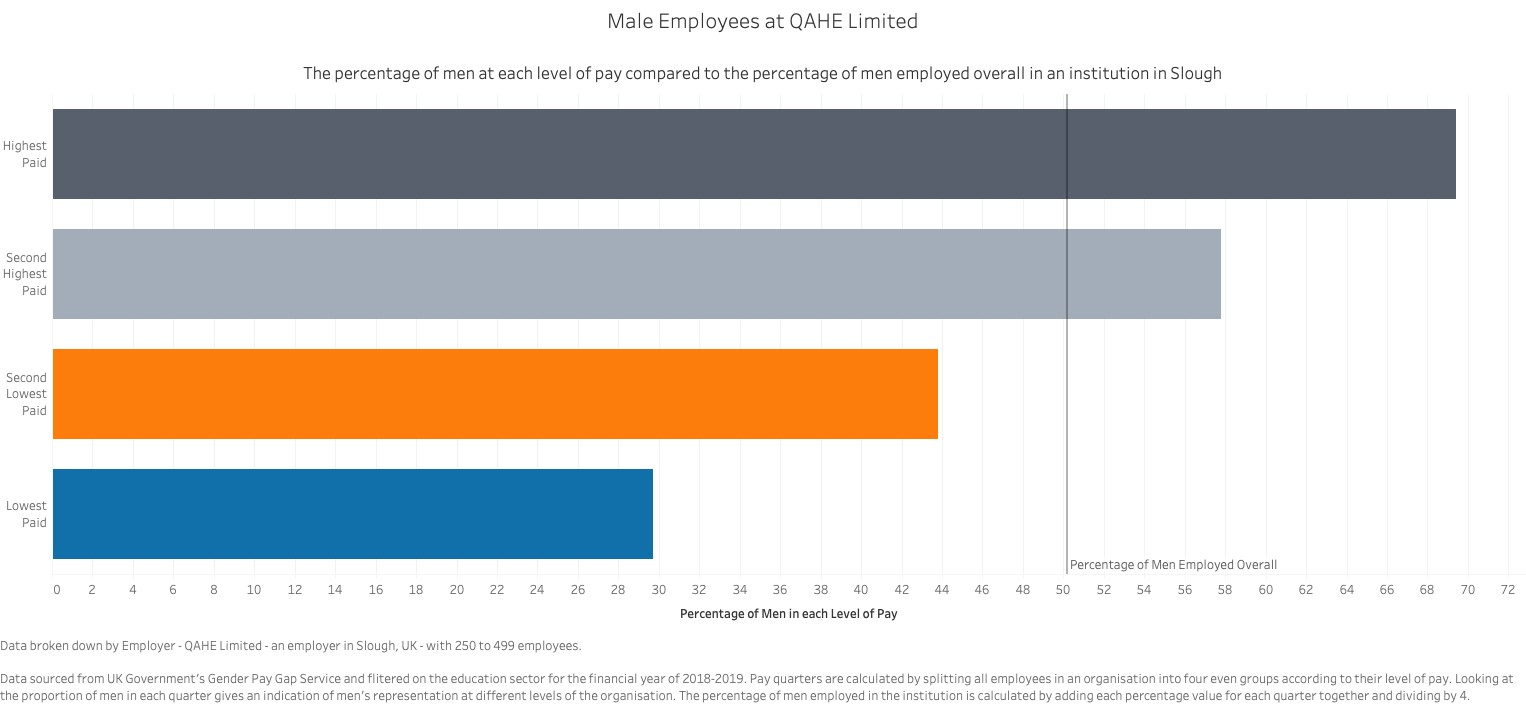 Male Employees at QAHE Limited
The percentage of men at each level of pay compared to the percentage of men employed overall in an institution in Slough
Highest
Paid
Second
Highest
Paid
Second
Lowest
Paid
Lowest
Paid
Percentage of Men Employed Overall
0 2 4 6 8 10 12 14 16 18 20 22 24 26 28 30 32 34 36 38 40 42 44 46 48 50 52 54 56 58 60 62 64 66 68 70 72
Percentage of Men in each Level of Pay
Data broken down by Employer - QAHE Limited - an employer in Slough, UK - with 250 to 499 employees.
Data sourced from UK Government's Gender Pay Gap Service and flitered on the education sector for the financial year of 2018-2019. Pay quarters are calculated by splitting all employees in an organisation into four even groups according to their level of pay. Looking at
the proportion of men in each quarter gives an indication of men's representation at different levels of the organisation. The percentage of men employed in the institution is calculated by adding each percentage value for each quarter together and dividing by 4.